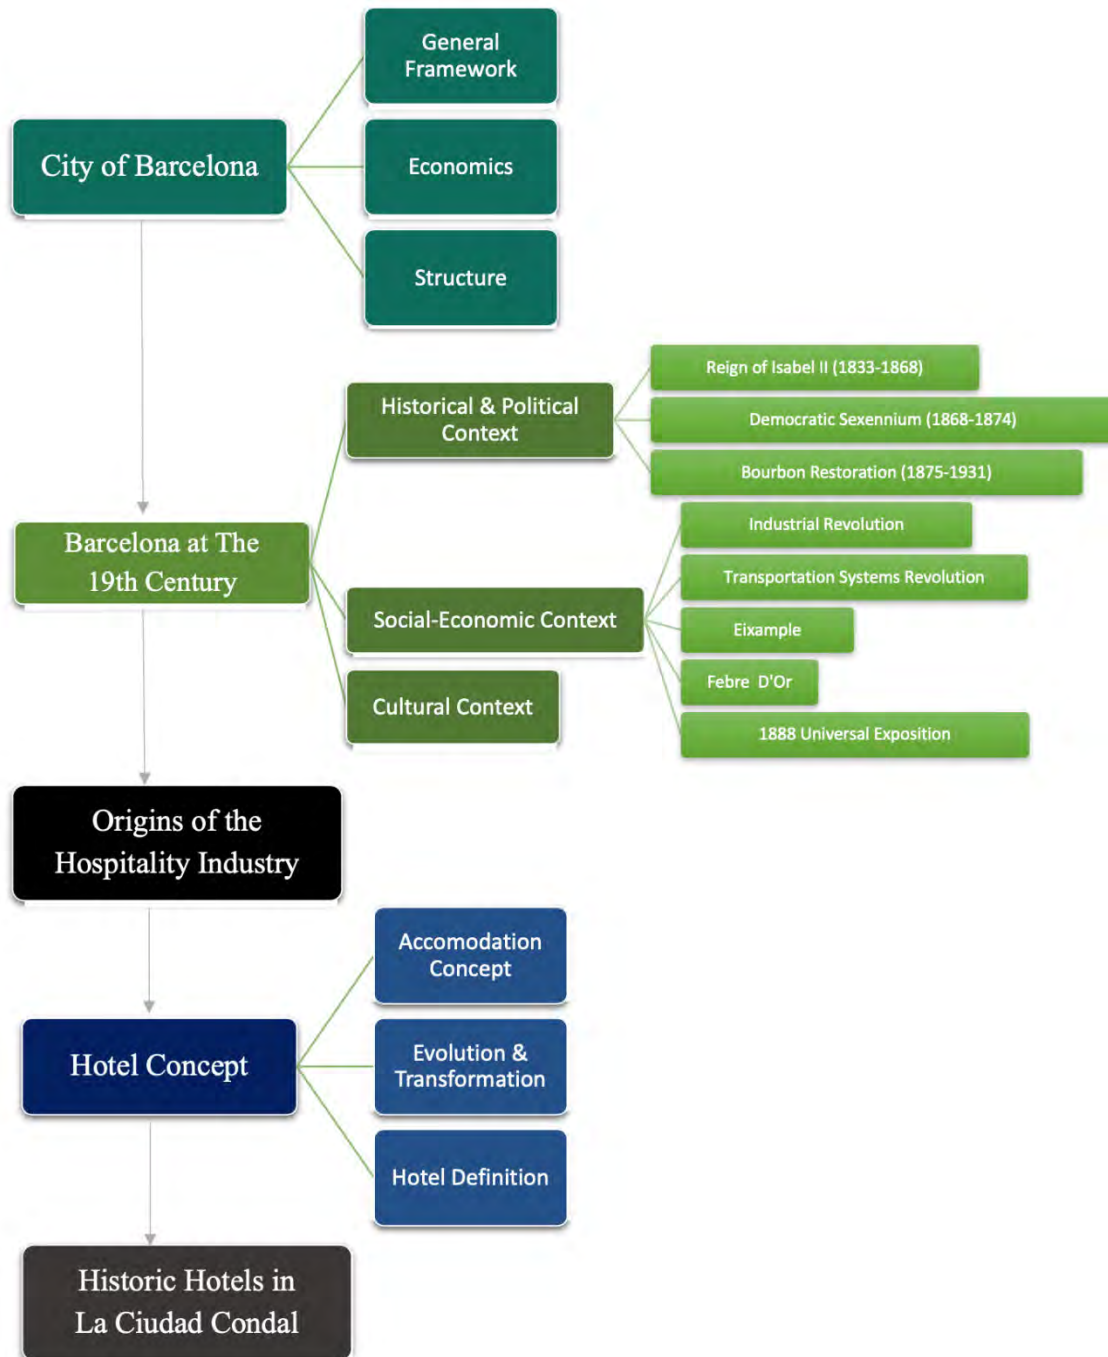 General
Framework
City of Barcelona
Economics
Structure
Historical & Political
Context
Reign of Isabel II (1833-1868)
Democratic Sexennium (1868-1874)
Bourbon Restoration (1875-1931)
Barcelona at The
19th Century
Social-Economic Context
Industrial Revolution
Transportation Systems Revolution
Eixample
Febre D'Or
1888 Universal Exposition
Cultural Context
Origins of the
Hospitality Industry
Accomodation
Concept
Hotel Concept
Evolution &
Transformation
Hotel Definition
Historic Hotels in
La Ciudad Condal